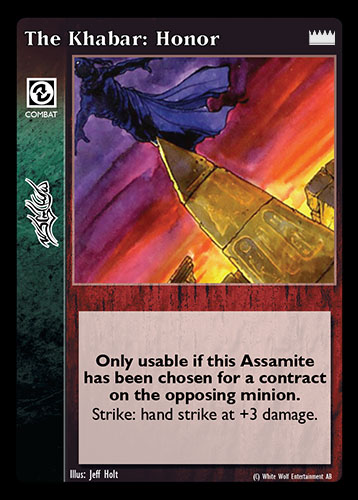 The Khabar: Honor
COMBAT
Only usable if this Assamite
has been chosen for a contract
on the opposing minion.
Strike: hand strike at +3 damage.
Illus: Jeff Holt
(C) White Wolf Entertainment AB